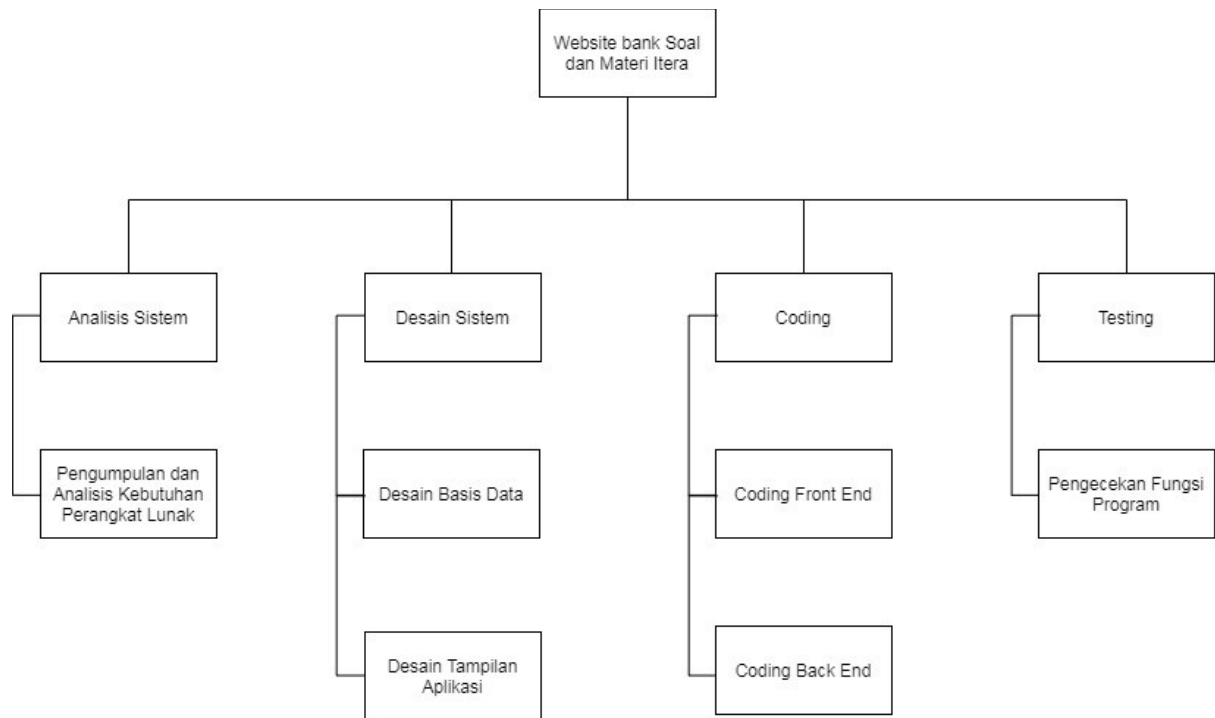 Website bank Soal
dan Materi Itera
Analisis Sistem
Desain Sistem
Coding
Testing
Pengumpulan dan
Analisis Kebutuhan
Perangkat Lunak
Desain Basis Data
Coding Front End
Pengecekan Fungsi
Program
Desain Tampilan
Aplikasi
Coding Back End